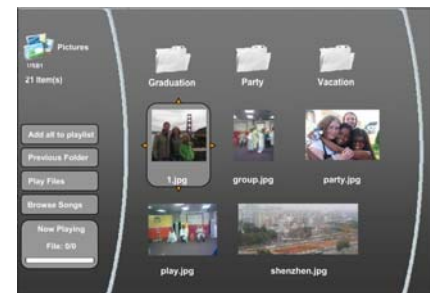 Pictures
21 Item(s)
Add all to playlist
Previous Folder
Play Files
Browse Songs
Now Playing
File: 0/0
Graduation
Party
Vacation
1.jpg
group.jpg
party.jpg
play.jpg
shenzhen.jpg